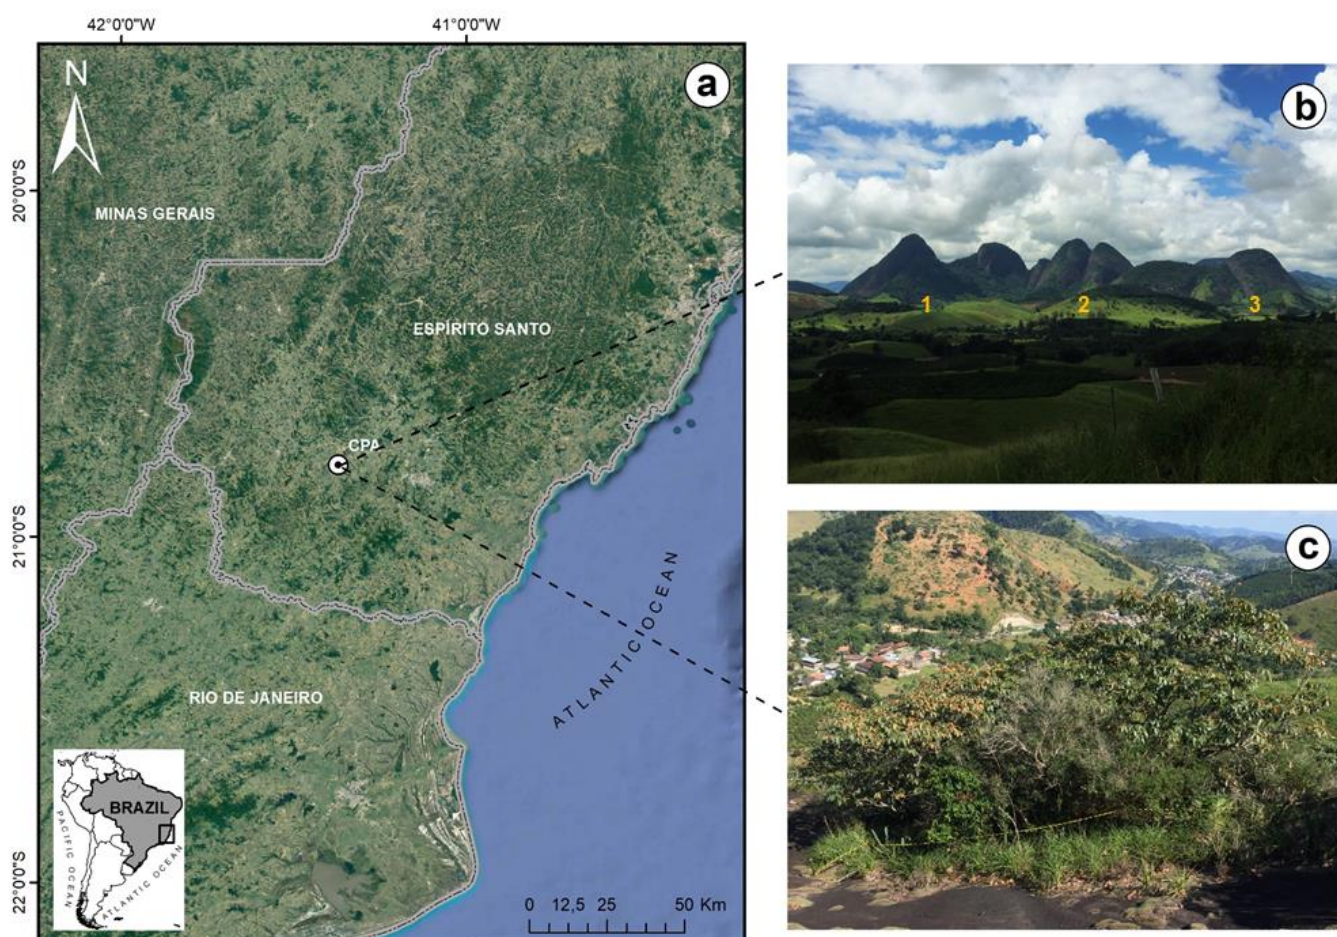 42°0'0"W
41°0'0"W
N
a
20°0'0"S
MINAS GERAIS
ESPÍRITO SANTO
CPA
21°0'0"S
ATLANTIC OCEAN
RIO DE JANEIRO
BRAZIL
PACIFIC OCEAN
ATLANTIC OCEAN
22°0'0"S
0 12,5 25 50 Km
b
1 2 3
c